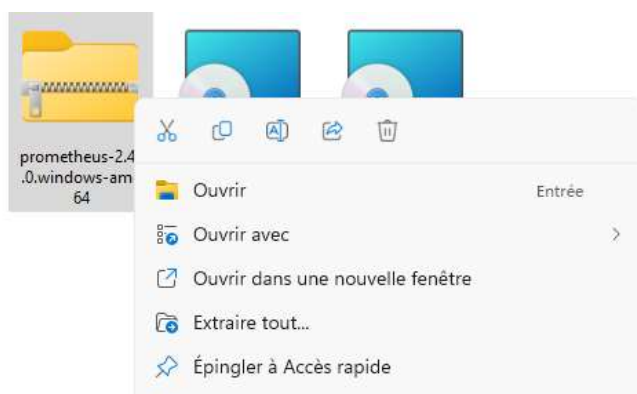 prometheus-2.4
.0.windows-am
64
Ouvrir Entrée
Ouvrir avec
Ouvrir dans une nouvelle fenêtre
Extraire tout...
Épingler à Accès rapide